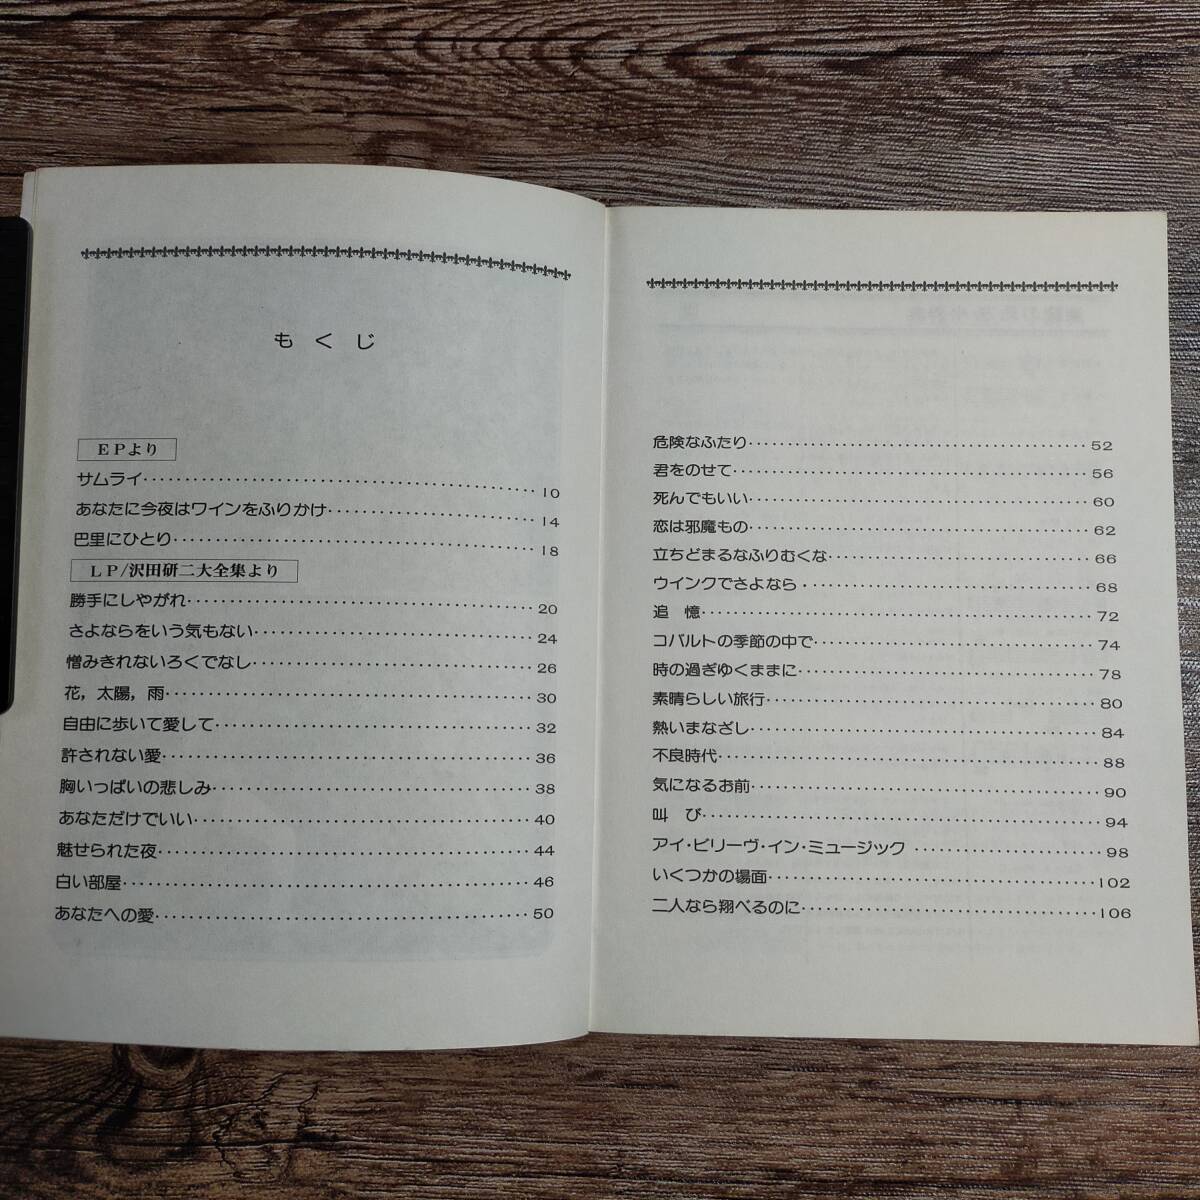 もくじ
EPより
サムライ 10
あなたに今夜はワインをふりかけ 14
巴里にひとり 18
LP/沢田研二大全集より
勝手にしやがれ 20
さよならをいう気もない 24
憎みきれないろくでなし 26
花，太陽，雨 30
自由に歩いて愛して 32
許されない愛 36
胸いっぱいの悲しみ 38
あなただけでいい 40
魅せられた夜 44
白い部屋 46
あなたへの愛 50
危険なふたり 52
君をのせて 56
死んでもいい 60
恋は邪魔もの 62
立ちどまるなふりむくな 66
ウインクでさよなら 68
追憶 72
コバルトの季節の中で 74
時の過ぎゆくままに 78
素晴らしい旅行 80
熱いまなざし 84
不良時代 88
気になるお前 90
叫び 94
アイ・ビリーヴ・イン・ミュージック 98
いくつかの場面 102
二人なら翔べるのに 106